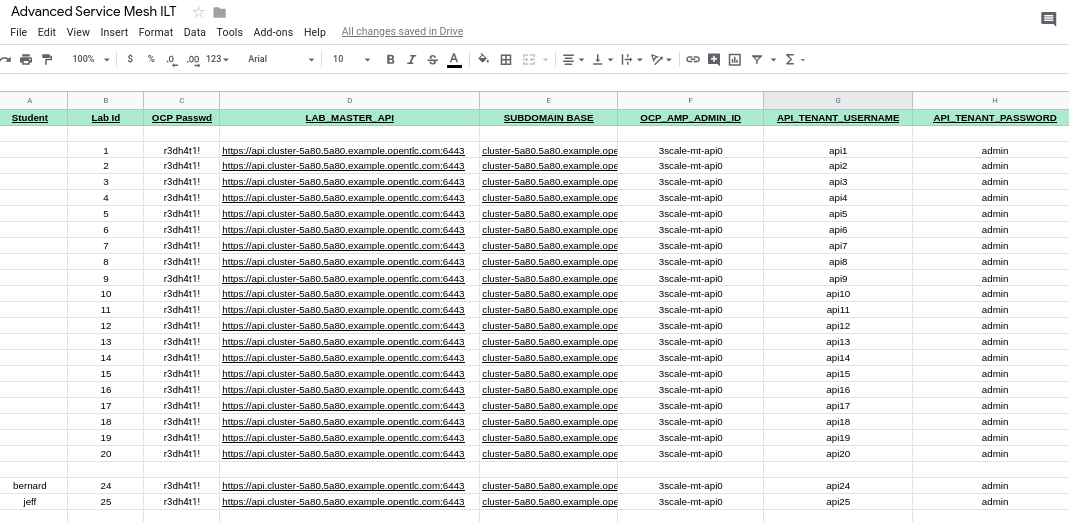 Advanced Service Mesh ILT
File Edit View Insert Format Data Tools Add-ons Help All changes saved in Drive
100% $ % .0 .00 123 Arial 10 B I S A
A B C D E F G H
Student Lab Id OCP Passwd LAB_MASTER_API SUBDOMAIN BASE OCP_AMP_ADMIN_ID API_TENANT_USERNAME API_TENANT_PASSWORD
1 r3dh4t1! https://api.cluster-5a80.5a80.example.opentlc.com:6443 cluster-5a80.5a80.example.ope 3scale-mt-api0 api1 admin
2 r3dh4t1! https://api.cluster-5a80.5a80.example.opentlc.com:6443 cluster-5a80.5a80.example.ope 3scale-mt-api0 api2 admin
3 r3dh4t1! https://api.cluster-5a80.5a80.example.opentlc.com:6443 cluster-5a80.5a80.example.ope 3scale-mt-api0 api3 admin
4 r3dh4t1! https://api.cluster-5a80.5a80.example.opentlc.com:6443 cluster-5a80.5a80.example.ope 3scale-mt-api0 api4 admin
5 r3dh4t1! https://api.cluster-5a80.5a80.example.opentlc.com:6443 cluster-5a80.5a80.example.ope 3scale-mt-api0 api5 admin
6 r3dh4t1! https://api.cluster-5a80.5a80.example.opentlc.com:6443 cluster-5a80.5a80.example.ope 3scale-mt-api0 api6 admin
7 r3dh4t1! https://api.cluster-5a80.5a80.example.opentlc.com:6443 cluster-5a80.5a80.example.ope 3scale-mt-api0 api7 admin
8 r3dh4t1! https://api.cluster-5a80.5a80.example.opentlc.com:6443 cluster-5a80.5a80.example.ope 3scale-mt-api0 api8 admin
9 r3dh4t1! https://api.cluster-5a80.5a80.example.opentlc.com:6443 cluster-5a80.5a80.example.ope 3scale-mt-api0 api9 admin
10 r3dh4t1! https://api.cluster-5a80.5a80.example.opentlc.com:6443 cluster-5a80.5a80.example.ope 3scale-mt-api0 api10 admin
11 r3dh4t1! https://api.cluster-5a80.5a80.example.opentlc.com:6443 cluster-5a80.5a80.example.ope 3scale-mt-api0 api11 admin
12 r3dh4t1! https://api.cluster-5a80.5a80.example.opentlc.com:6443 cluster-5a80.5a80.example.ope 3scale-mt-api0 api12 admin
13 r3dh4t1! https://api.cluster-5a80.5a80.example.opentlc.com:6443 cluster-5a80.5a80.example.ope 3scale-mt-api0 api13 admin
14 r3dh4t1! https://api.cluster-5a80.5a80.example.opentlc.com:6443 cluster-5a80.5a80.example.ope 3scale-mt-api0 api14 admin
15 r3dh4t1! https://api.cluster-5a80.5a80.example.opentlc.com:6443 cluster-5a80.5a80.example.ope 3scale-mt-api0 api15 admin
16 r3dh4t1! https://api.cluster-5a80.5a80.example.opentlc.com:6443 cluster-5a80.5a80.example.ope 3scale-mt-api0 api16 admin
17 r3dh4t1! https://api.cluster-5a80.5a80.example.opentlc.com:6443 cluster-5a80.5a80.example.ope 3scale-mt-api0 api17 admin
18 r3dh4t1! https://api.cluster-5a80.5a80.example.opentlc.com:6443 cluster-5a80.5a80.example.ope 3scale-mt-api0 api18 admin
19 r3dh4t1! https://api.cluster-5a80.5a80.example.opentlc.com:6443 cluster-5a80.5a80.example.ope 3scale-mt-api0 api19 admin
20 r3dh4t1! https://api.cluster-5a80.5a80.example.opentlc.com:6443 cluster-5a80.5a80.example.ope 3scale-mt-api0 api20 admin
bernard 24 r3dh4t1! https://api.cluster-5a80.5a80.example.opentlc.com:6443 cluster-5a80.5a80.example.ope 3scale-mt-api0 api24 admin
jeff 25 r3dh4t1! https://api.cluster-5a80.5a80.example.opentlc.com:6443 cluster-5a80.5a80.example.ope 3scale-mt-api0 api25 admin